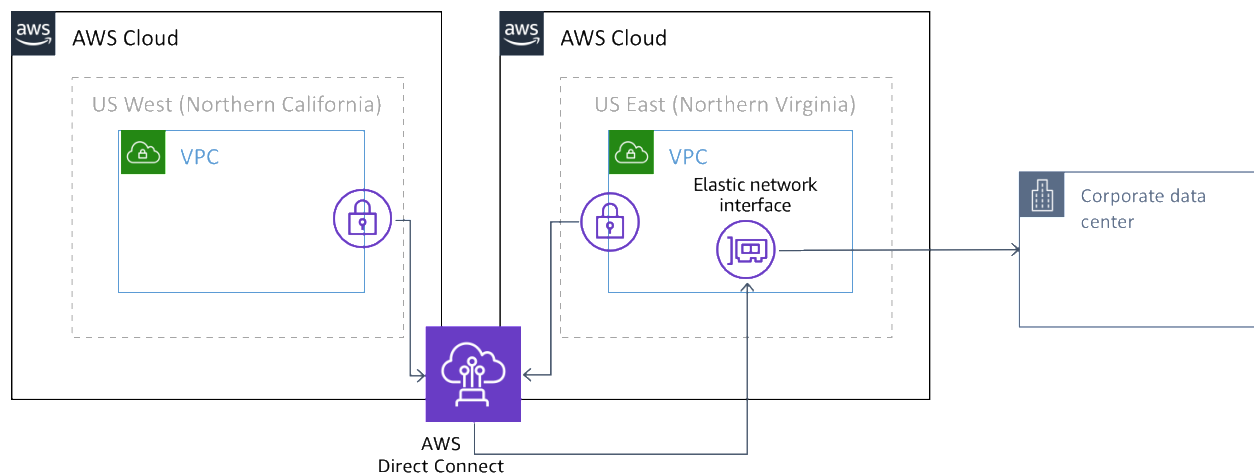 aws
AWS Cloud
US West (Northern California)
VPC
aws
AWS Cloud
US East (Northern Virginia)
VPC
Elastic network
interface
Corporate data
center
AWS
Direct Connect